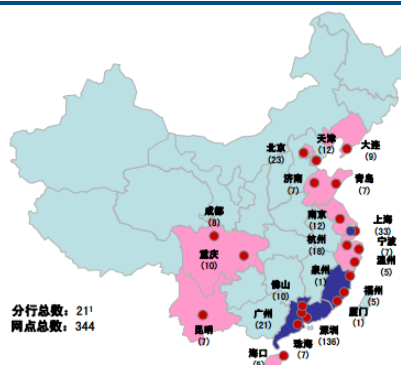 天津
(12)
北京
(23)
大连
(9)
济南
(7)
青岛
(7)
成都
(8)
南京
(12)
上海
(33)
重庆
(10)
杭州
(18)
宁波
(7)
温州
(5)
泉州
(1)
佛山
(10)
福州
(5)
分行总数：21¹
网点总数：344
广州
(21)
厦门
(1)
昆明
(7)
深圳
(136)
珠海
(7)
海口
(5)